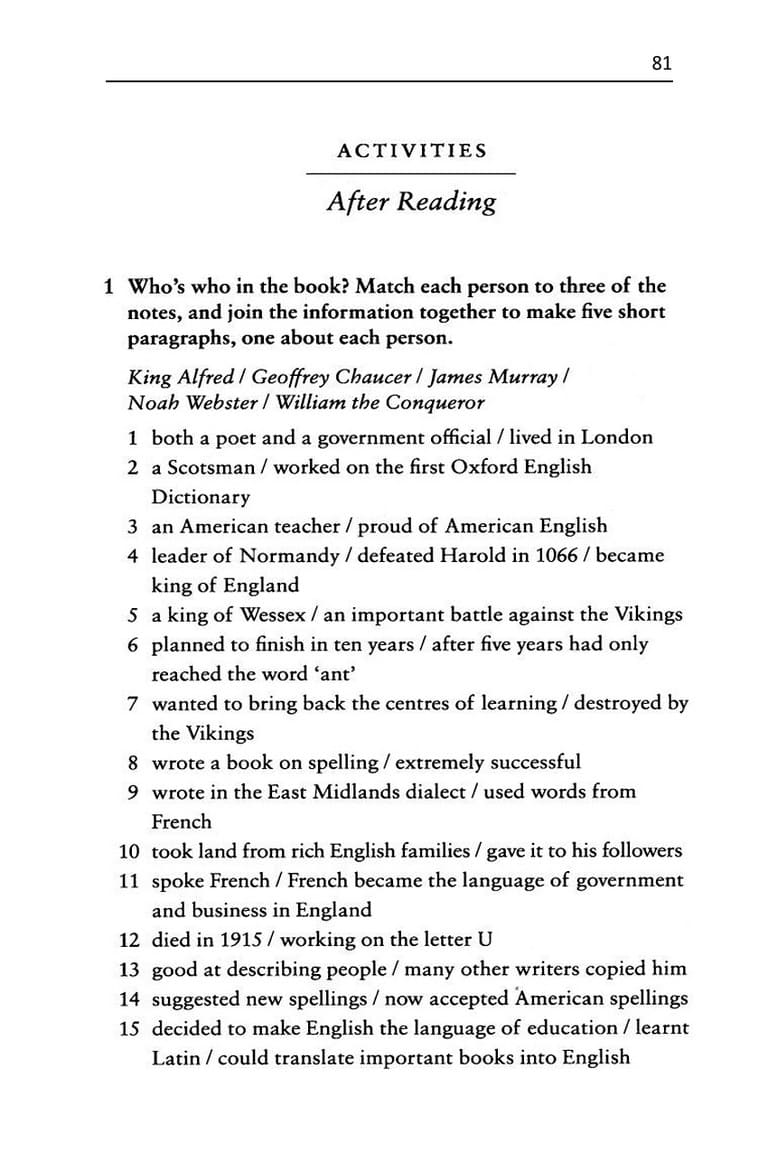 81
ACTIVITIES
After Reading
1 Who's who in the book? Match each person to three of the
notes, and join the information together to make five short
paragraphs, one about each person.
King Alfred / Geoffrey Chaucer / James Murray /
Noah Webster / William the Conqueror
1 both a poet and a government official / lived in London
2 a Scotsman / worked on the first Oxford English
Dictionary
3 an American teacher / proud of American English
4 leader of Normandy / defeated Harold in 1066 / became
king of England
5 a king of Wessex / an important battle against the Vikings
6 planned to finish in ten years / after five years had only
reached the word ‘ant’
7 wanted to bring back the centres of learning / destroyed by
the Vikings
8 wrote a book on spelling / extremely successful
9 wrote in the East Midlands dialect / used words from
French
10 took land from rich English families / gave it to his followers
11 spoke French / French became the language of government
and business in England
12 died in 1915 / working on the letter U
13 good at describing people / many other writers copied him
14 suggested new spellings / now accepted American spellings
15 decided to make English the language of education / learnt
Latin / could translate important books into English